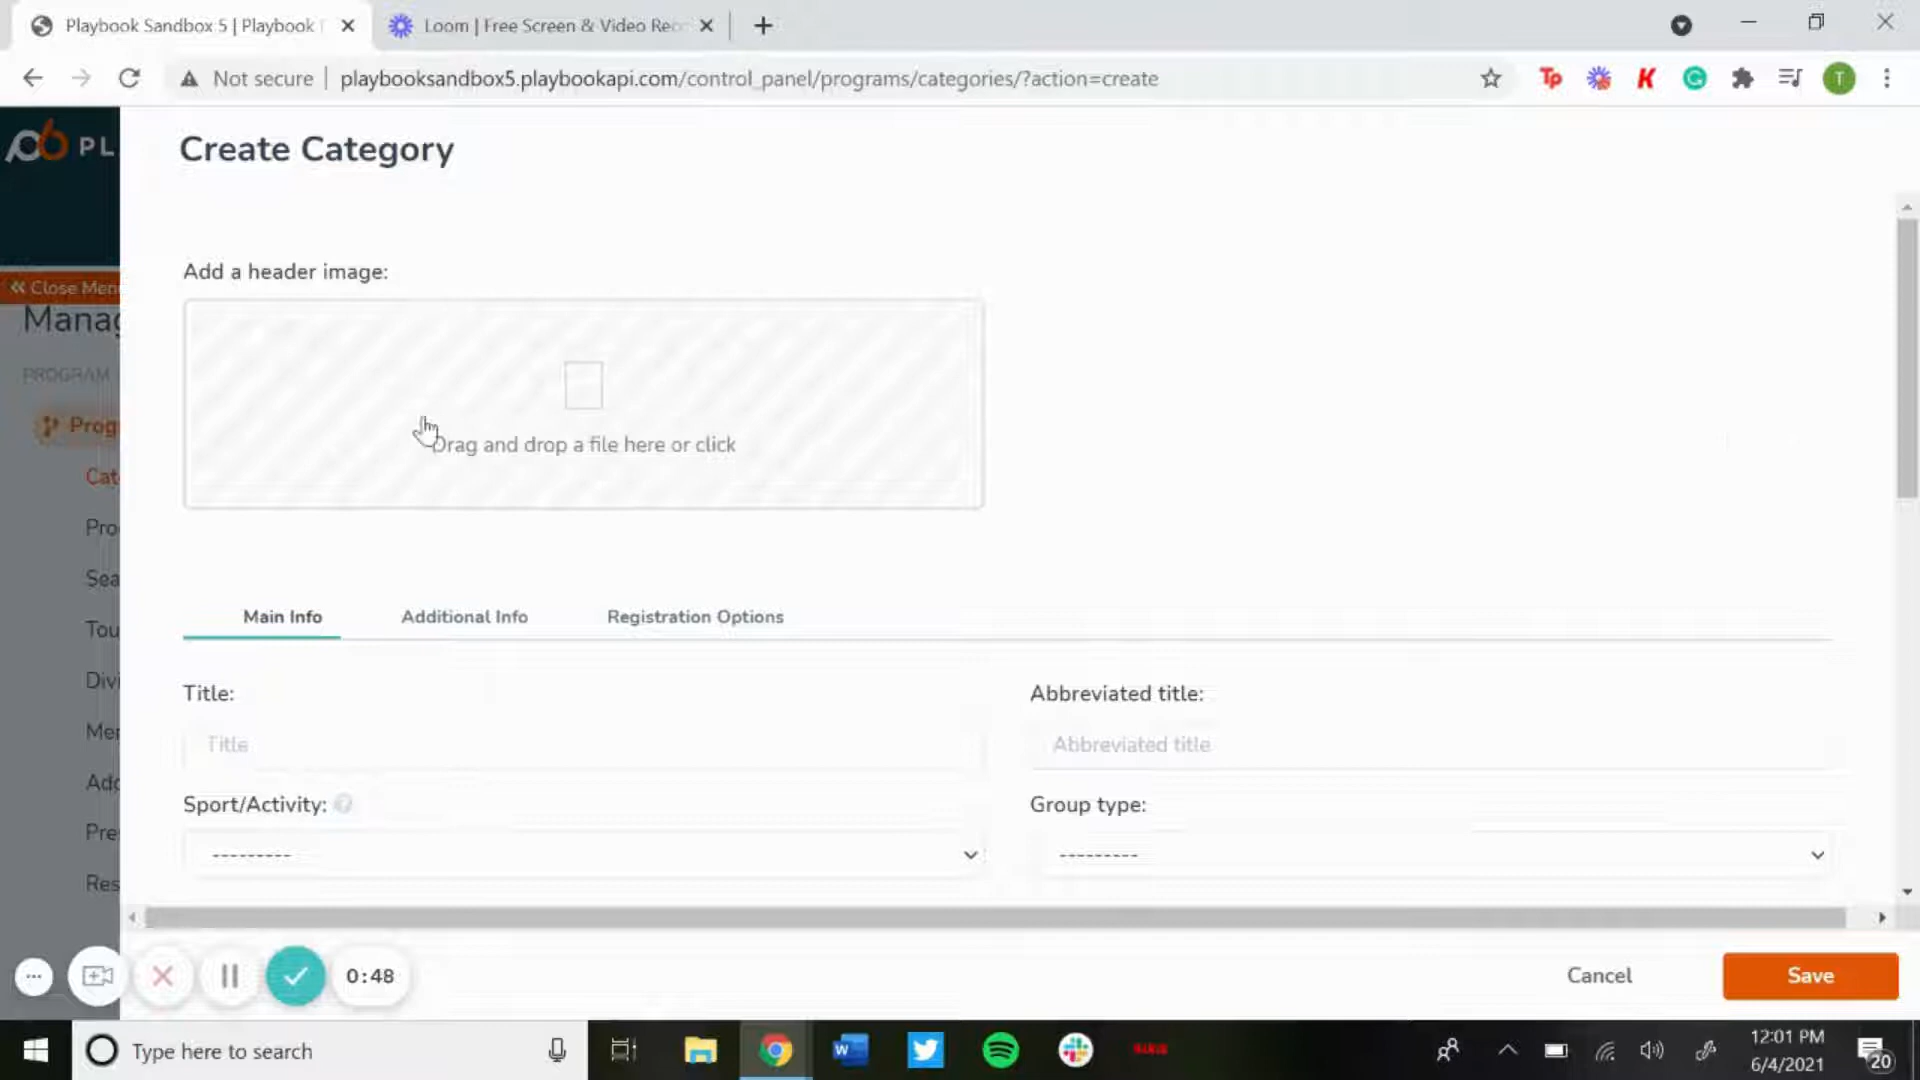 Playbook Sandbox 5 | Playbook
Loom | Free Screen & Video Rec
Not secure
playbooksandbox5.playbookapi.com/control_panel/programs/categories/?action=create
T
PL
Create Category
Close Men
Manag
PROGRAM
Prog
Cat
Pro
Sea
Tou
Divi
Mer
Add
Pre
Res
Add a header image:
Drag and drop a file here or click
Main Info
Additional Info
Registration Options
Title:
Abbreviated title:
Title
Abbreviated title
Sport/Activity: ?
Group type:
---------
---------
0:48
Cancel
Save
Type here to search
12:01 PM
6/4/2021
20